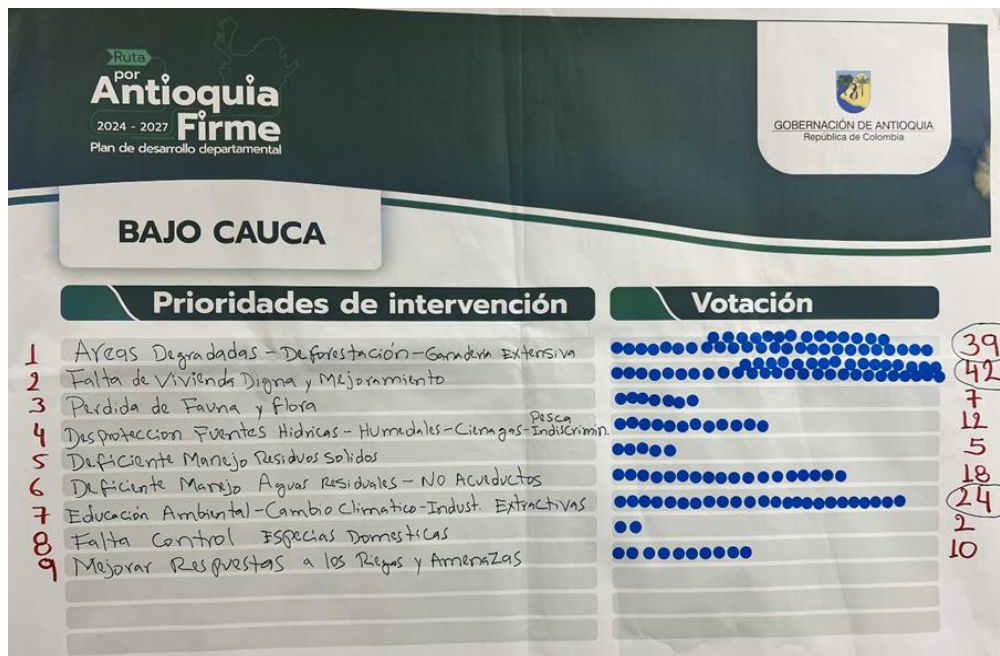 Ruta
por
Antioquia
2024 - 2027 Firme
Plan de desarrollo departamental
GOBERNACIÓN DE ANTIOQUIA
República de Colombia
BAJO CAUCA
Prioridades de intervención Votación
1 Areas Degradadas - Deforestación - Ganaderia Extensiva 39
2 Falta de Vivienda Digna y Mejoramiento 42
3 Perdida de Fauna y flora 7
4 Desproteccion Fuentes Hidricas - Humedales - Cienagas - Pesca Indiscrimin. 12
5 Deficiente Manejo Residuos Solidos 5
6 Deficiente Manejo Aguas Residuales - No Acueductos 18
7 Educación Ambiental - Cambio Climatico - Indust. Extractivas 24
8 Falta Control Especias Domesticas 2
9 Mejorar Respuestas a los Riegos y Amenazas 10